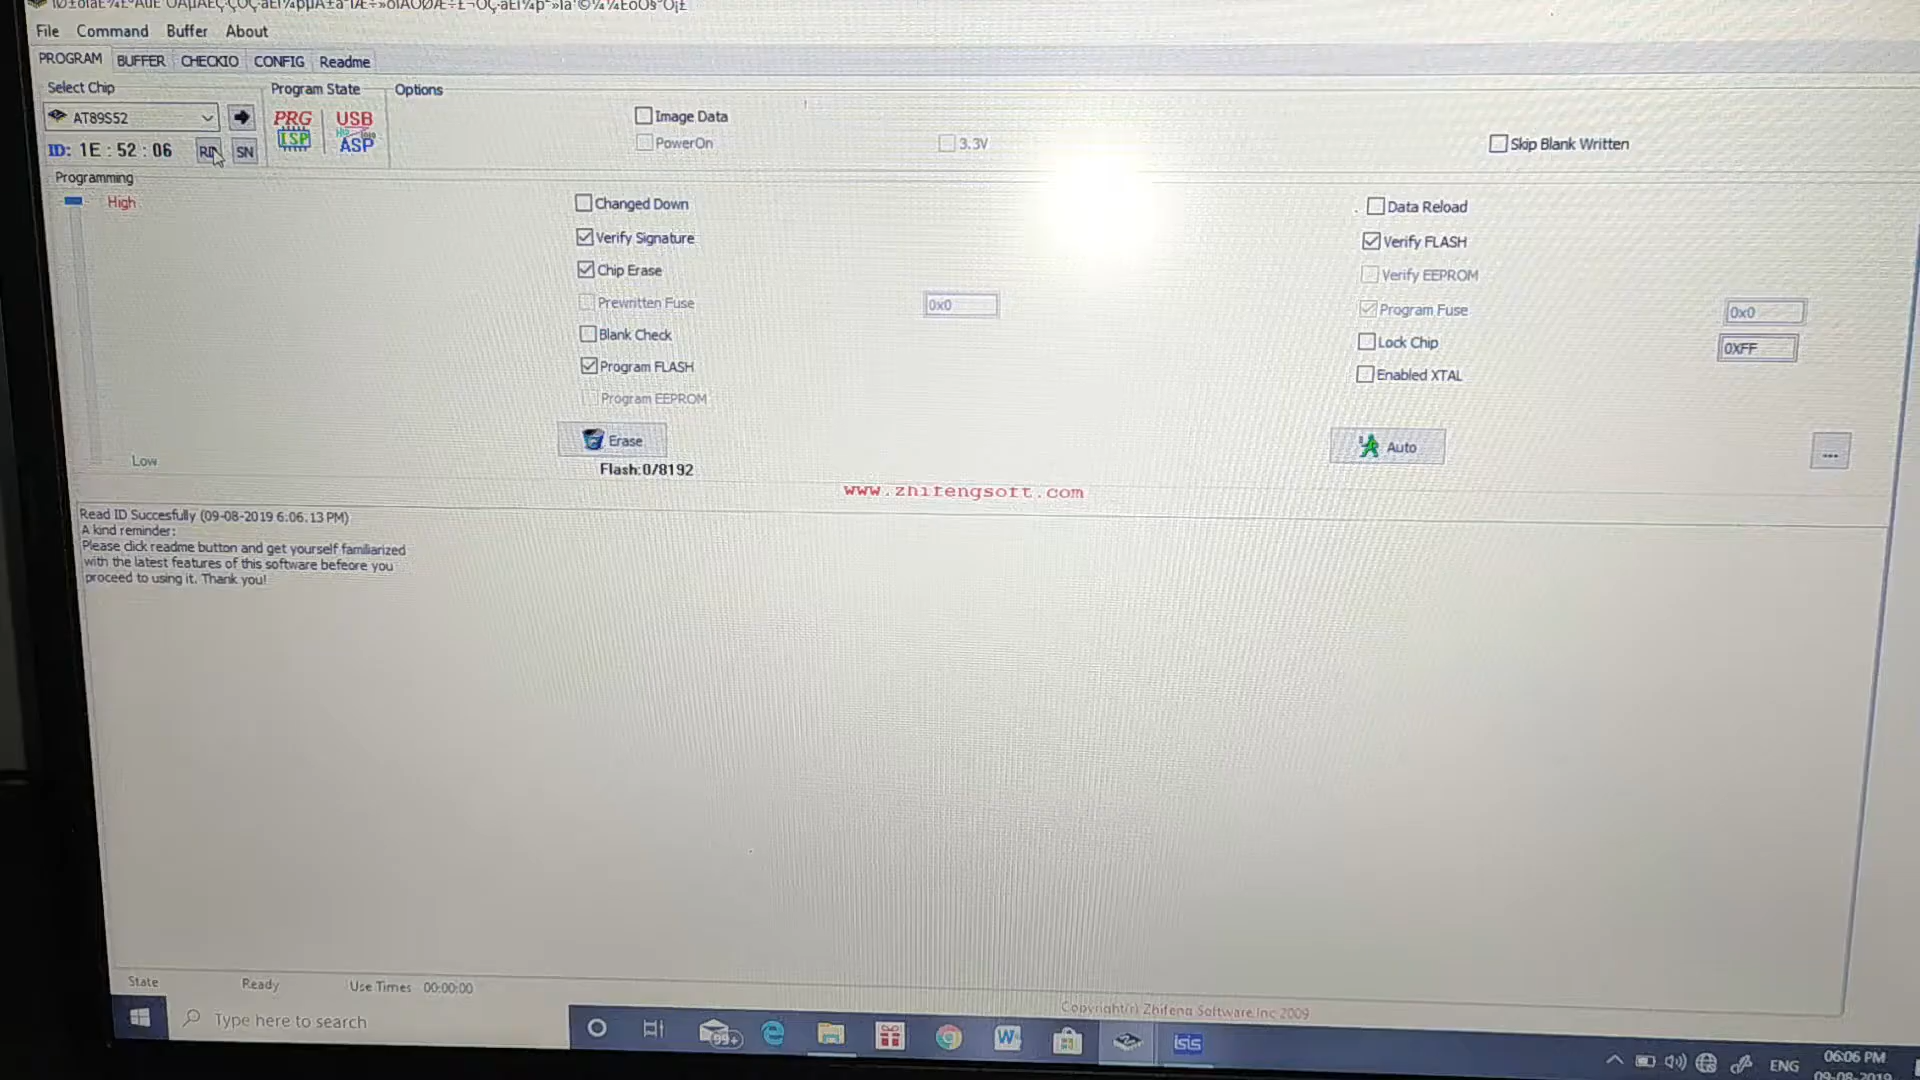 File Command Buffer About
PROGRAM BUFFER CHECKIO CONFIG Readme
Select Chip Program State Options
AT89S52 PRG ISP USB ASP Image Data
PowerOn 3.3V Skip Blank Written
ID: 1E : 52 : 06 SN
Programming
High
Changed Down Data Reload
Verify Signature Verify FLASH
Chip Erase Verify EEPROM
Prewritten Fuse 0x0 Program Fuse 0x0
Blank Check Lock Chip 0XFF
Program FLASH Enabled XTAL
Program EEPROM
Erase Auto ...
Low
Flash:0/8192
www.zhifengsoft.com
Read ID Succesfully (09-08-2019 6:06.13 PM)
A kind reminder:
Please click readme button and get yourself familiarized
with the latest features of this software befeore you
proceed to using it. Thank you!
State Ready Use Times 00:00:00
Copyright(r) Zhifeng Software.Inc 2009
Type here to search
99+
W
isis
ENG
06:06 PM
09-08-2019